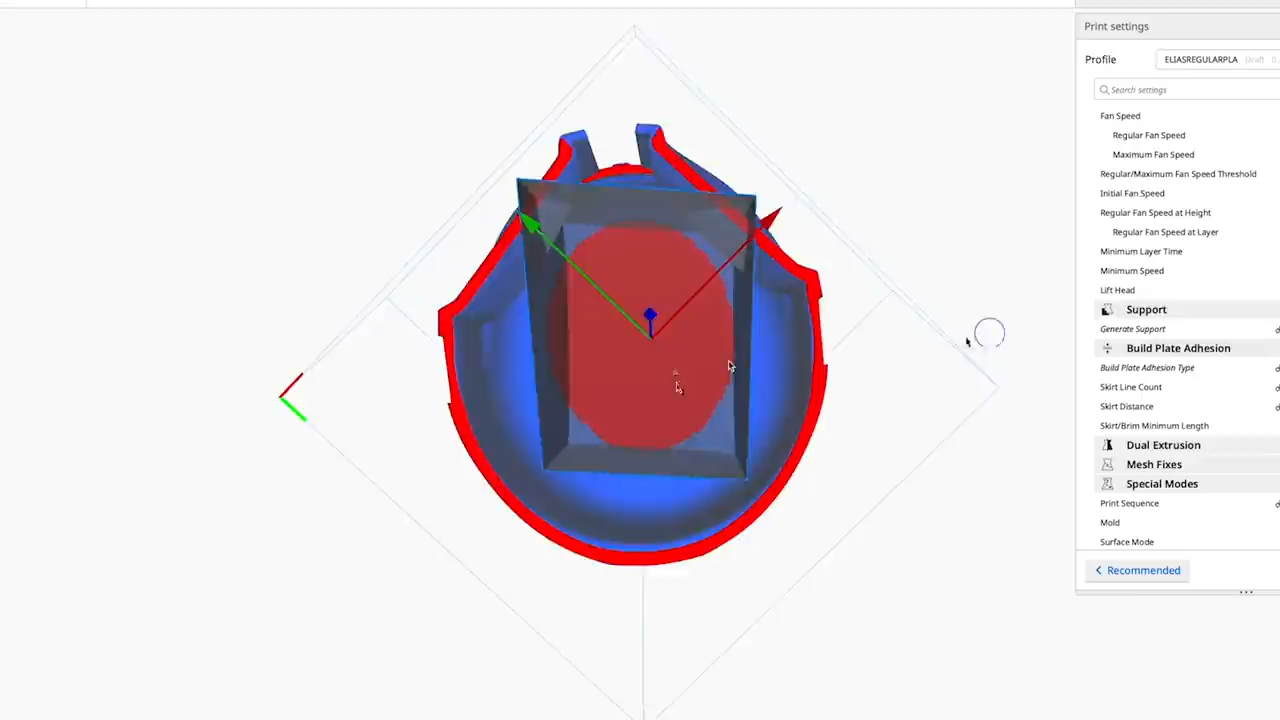 Print settings
Profile ELIASREGULARPLA Draft
Search settings
Fan Speed
Regular Fan Speed
Maximum Fan Speed
Regular/Maximum Fan Speed Threshold
Initial Fan Speed
Regular Fan Speed at Height
Regular Fan Speed at Layer
Minimum Layer Time
Minimum Speed
Lift Head
Support
Generate Support
Build Plate Adhesion
Build Plate Adhesion Type
Skirt Line Count
Skirt Distance
Skirt/Brim Minimum Length
Dual Extrusion
Mesh Fixes
Special Modes
Print Sequence
Mold
Surface Mode
Recommended